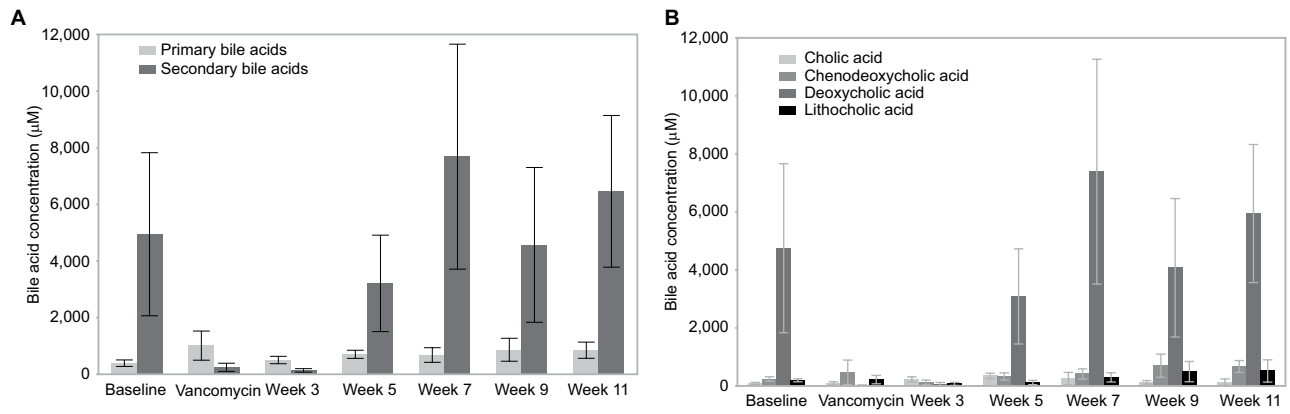 A
12,000
10,000
8,000
6,000
4,000
2,000
0
Bile acid concentration (μM)
Primary bile acids
Secondary bile acids
Baseline Vancomycin Week 3 Week 5 Week 7 Week 9 Week 11
B
12,000
10,000
8,000
6,000
4,000
2,000
0
Bile acid concentration (μM)
Cholic acid
Chenodeoxycholic acid
Deoxycholic acid
Lithocholic acid
Baseline Vancomycin Week 3 Week 5 Week 7 Week 9 Week 11